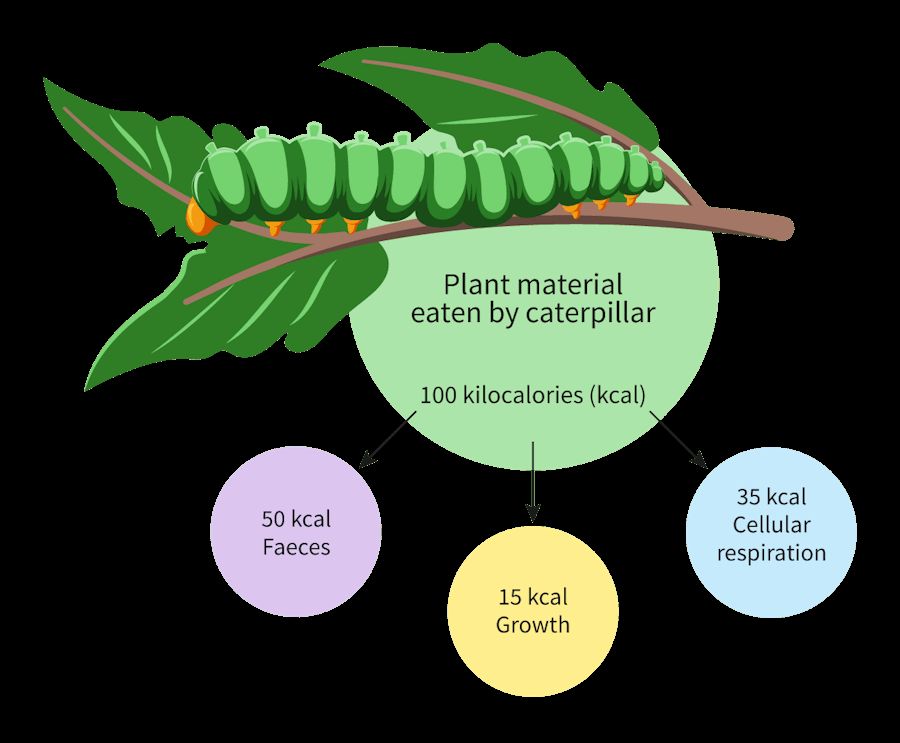 Plant material
eaten by caterpillar
100 kilocalories (kcal)
50 kcal
Faeces
15 kcal
Growth
35 kcal
Cellular
respiration